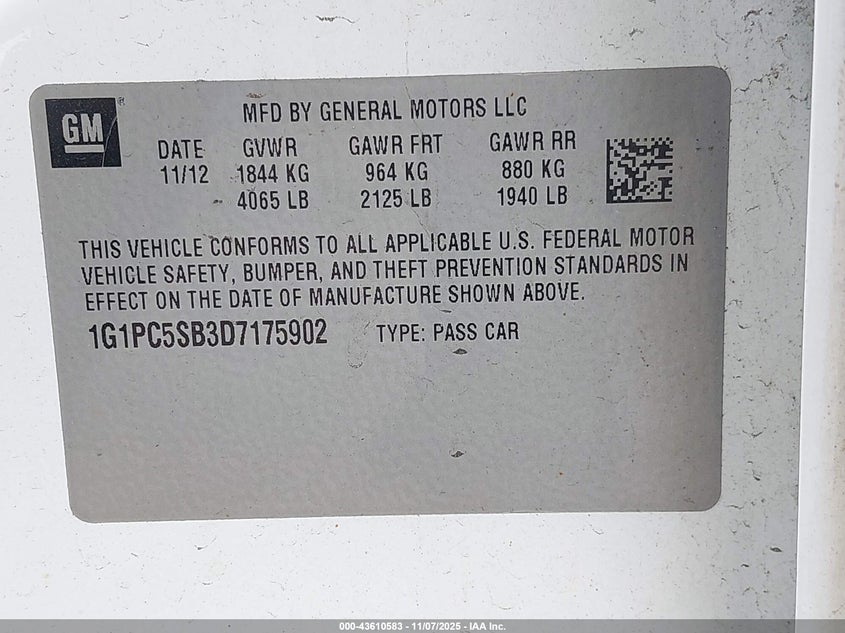 GM ®
MFD BY GENERAL MOTORS LLC
DATE GVWR GAWR FRT GAWR RR
11/12 1844 KG 964 KG 880 KG
4065 LB 2125 LB 1940 LB
THIS VEHICLE CONFORMS TO ALL APPLICABLE U.S. FEDERAL MOTOR
VEHICLE SAFETY, BUMPER, AND THEFT PREVENTION STANDARDS IN
EFFECT ON THE DATE OF MANUFACTURE SHOWN ABOVE.
1G1PC5SB3D7175902 TYPE: PASS CAR
000-43610583 - 11/07/2025 - IAA Inc.